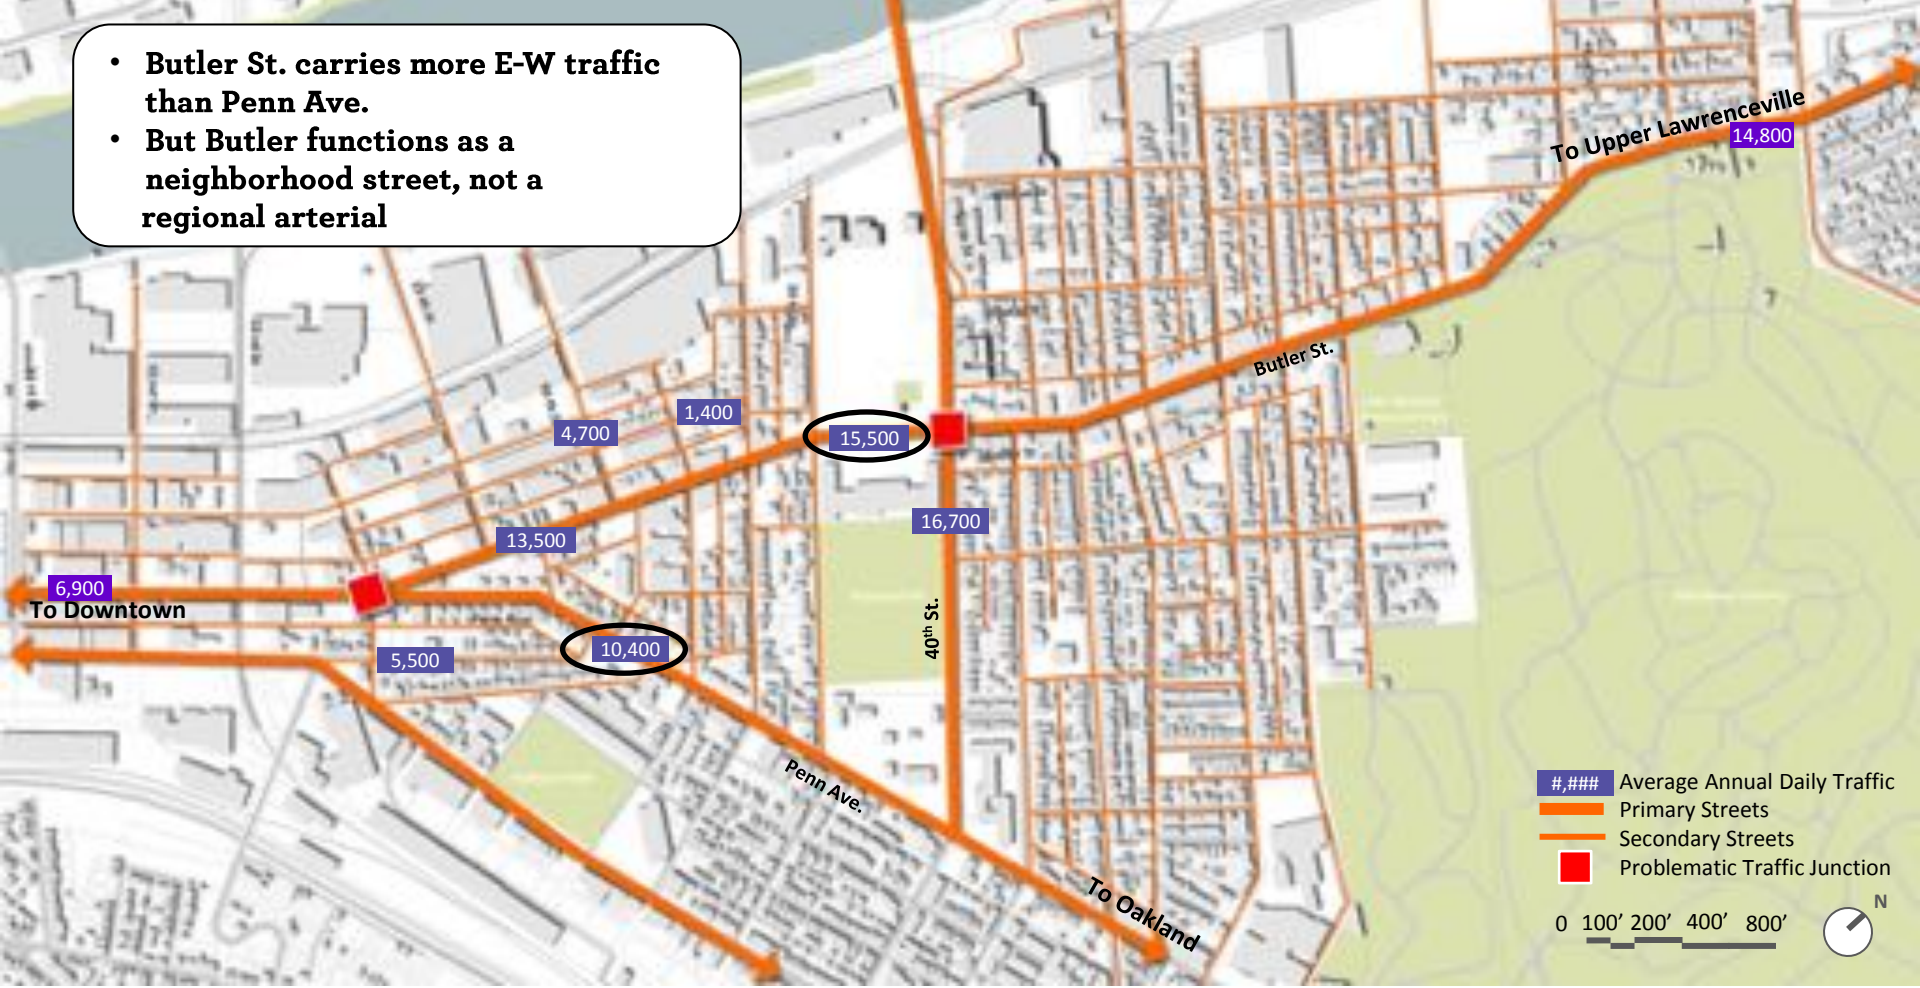 • Butler St. carries more E-W traffic
than Penn Ave.
• But Butler functions as a
neighborhood street, not a
regional arterial
To Upper Lawrenceville
14,800
Butler St.
1,400
4,700
15,500
16,700
13,500
6,900
To Downtown
40th St.
10,400
5,500
Penn Ave.
To Oakland
#,### Average Annual Daily Traffic
Primary Streets
Secondary Streets
Problematic Traffic Junction
N
0 100’ 200’ 400’ 800’